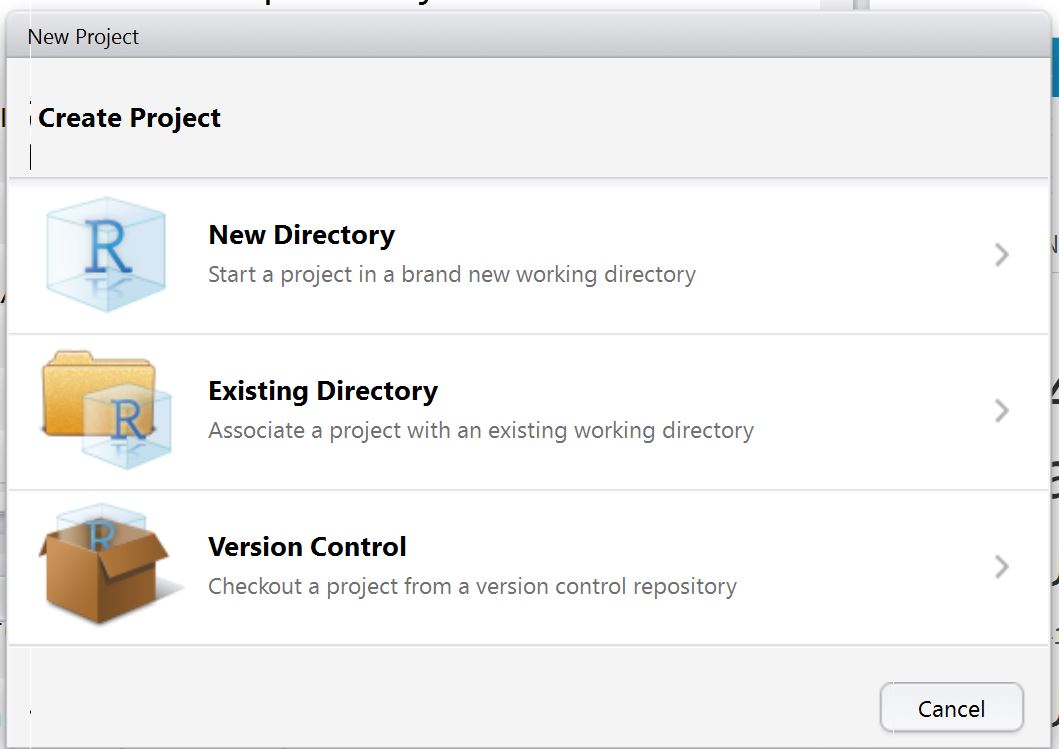 New Project
Create Project
R
New Directory
Start a project in a brand new working directory
R
Existing Directory
Associate a project with an existing working directory
R
Version Control
Checkout a project from a version control repository
Cancel